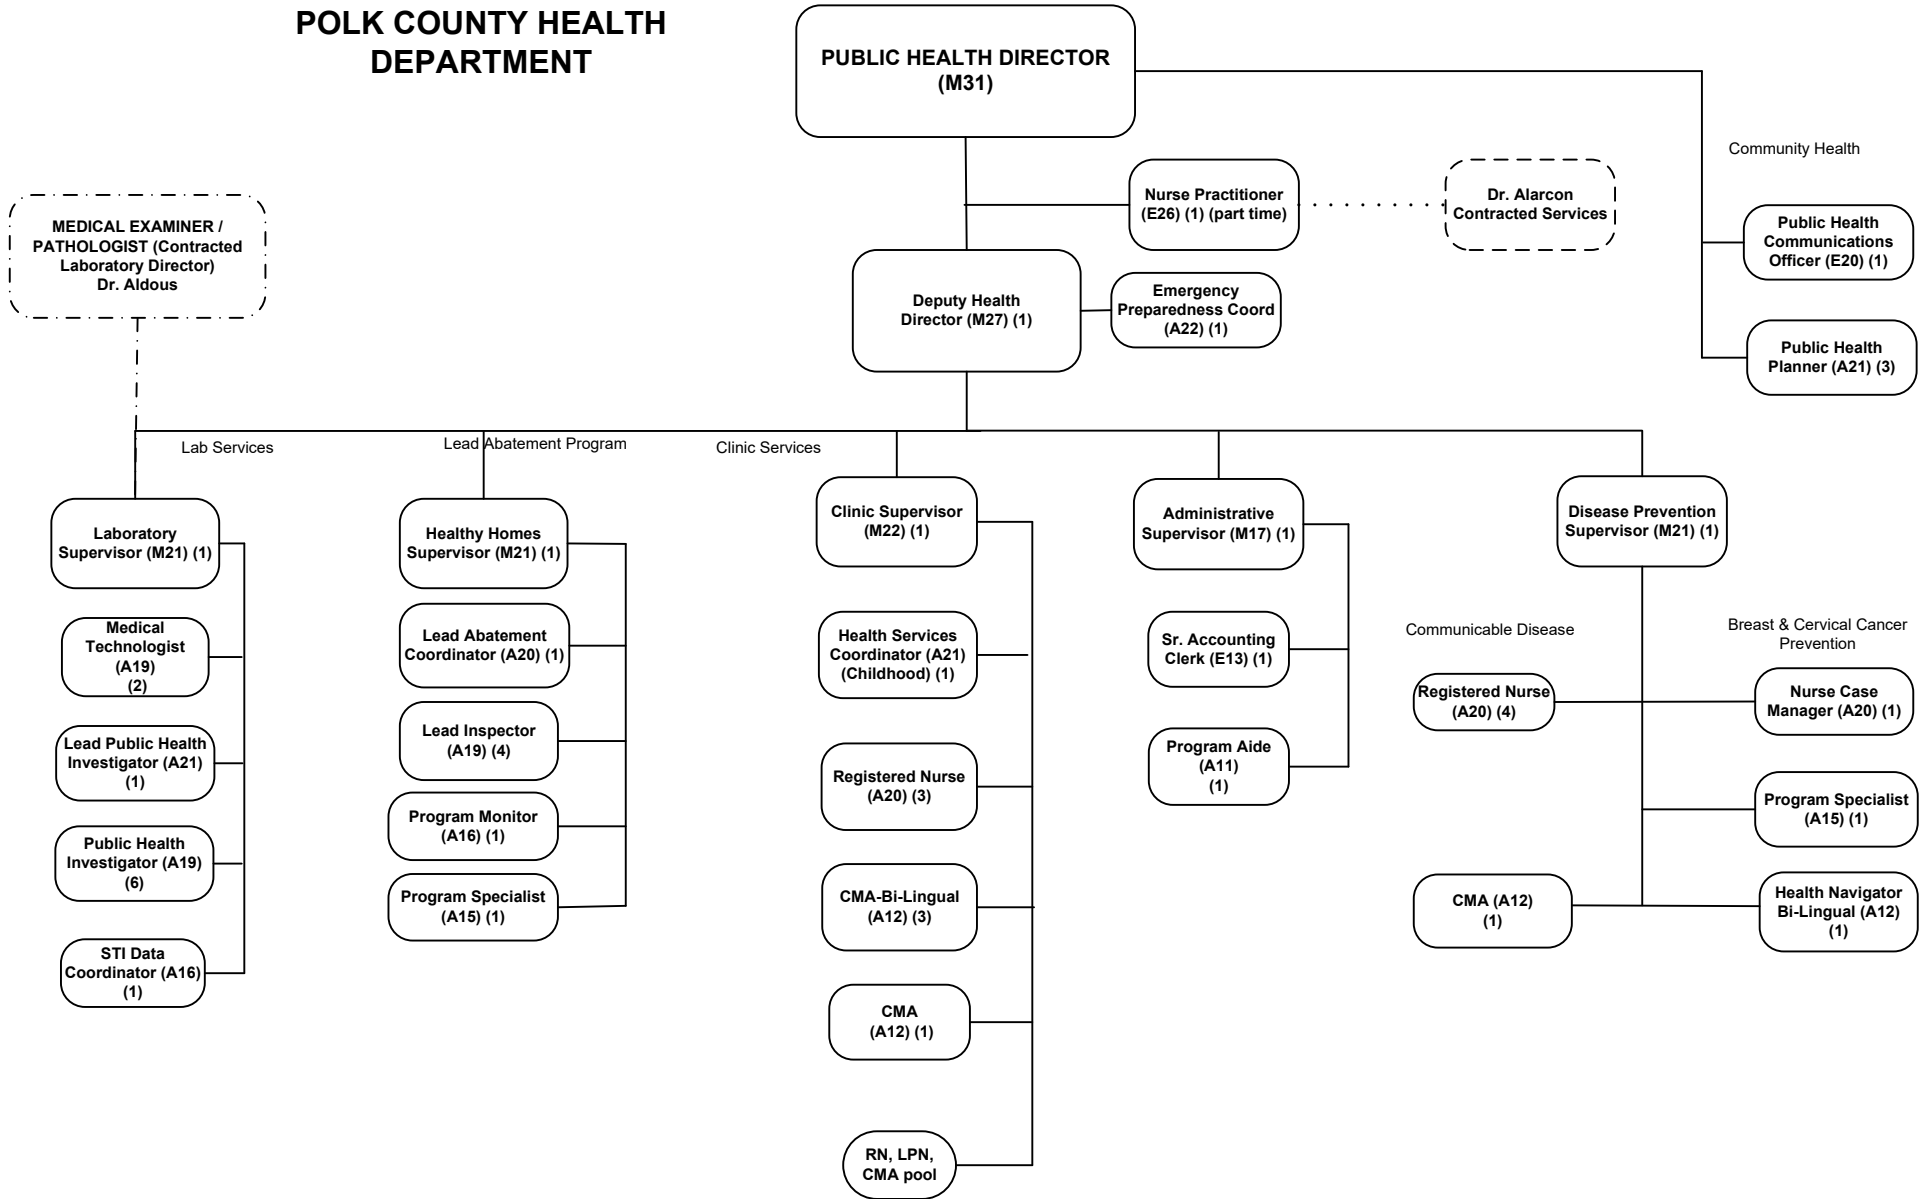 POLK COUNTY HEALTH
DEPARTMENT
PUBLIC HEALTH DIRECTOR
(M31)
Community Health
Nurse Practitioner
(E26) (1) (part time)
Dr. Alarcon
Contracted Services
MEDICAL EXAMINER /
PATHOLOGIST (Contracted
Laboratory Director)
Dr. Aldous
Public Health
Communications
Officer (E20) (1)
Deputy Health
Director (M27) (1)
Emergency
Preparedness Coord
(A22) (1)
Public Health
Planner (A21) (3)
Lab Services
Lead Abatement Program
Clinic Services
Laboratory
Supervisor (M21) (1)
Medical
Technologist
(A19)
(2)
Lead Public Health
Investigator (A21)
(1)
Public Health
Investigator (A19)
(6)
STI Data
Coordinator (A16)
(1)
Healthy Homes
Supervisor (M21) (1)
Lead Abatement
Coordinator (A20) (1)
Lead Inspector
(A19) (4)
Program Monitor
(A16) (1)
Program Specialist
(A15) (1)
Clinic Supervisor
(M22) (1)
Health Services
Coordinator (A21)
(Childhood) (1)
Registered Nurse
(A20) (3)
CMA-Bi-Lingual
(A12) (3)
CMA
(A12) (1)
RN, LPN,
CMA pool
Administrative
Supervisor (M17) (1)
Sr. Accounting
Clerk (E13) (1)
Program Aide
(A11)
(1)
Disease Prevention
Supervisor (M21) (1)
Communicable Disease
Registered Nurse
(A20) (4)
CMA (A12)
(1)
Breast & Cervical Cancer
Prevention
Nurse Case
Manager (A20) (1)
Program Specialist
(A15) (1)
Health Navigator
Bi-Lingual (A12)
(1)